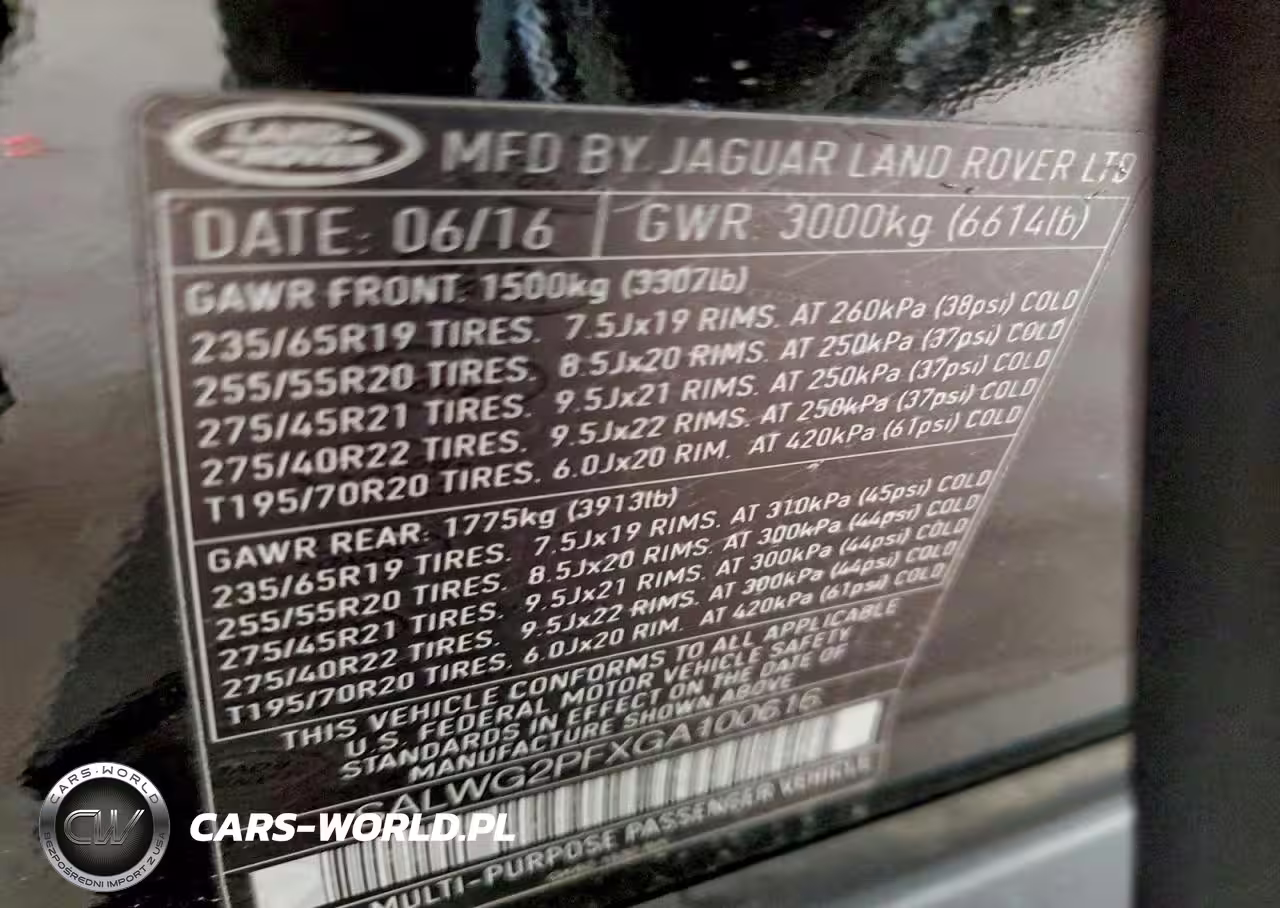 LAND-
-ROVER
MFD BY JAGUAR LAND ROVER LTD
DATE: 06/16 GWR: 3000kg (6614lb)
GAWR FRONT: 1500kg (3307lb)
235/65R19 TIRES. 7.5Jx19 RIMS. AT 260kPa (38psi) COLD
255/55R20 TIRES. 8.5Jx20 RIMS. AT 250kPa (37psi) COLD
275/45R21 TIRES. 9.5Jx21 RIMS. AT 250kPa (37psi) COLD
275/40R22 TIRES. 9.5Jx22 RIMS. AT 250kPa (37psi) COLD
T195/70R20 TIRES. 6.0Jx20 RIM. AT 420kPa (61psi) COLD
GAWR REAR: 1775kg (3913lb)
235/65R19 TIRES. 7.5Jx19 RIMS. AT 310kPa (45psi) COLD
255/55R20 TIRES. 8.5Jx20 RIMS. AT 300kPa (44psi) COLD
275/45R21 TIRES. 9.5Jx21 RIMS. AT 300kPa (44psi) COLD
275/40R22 TIRES. 9.5Jx22 RIMS. AT 300kPa (44psi) COLD
T195/70R20 TIRES. 6.0Jx20 RIM. AT 420kPa (61psi) COLD
THIS VEHICLE CONFORMS TO ALL APPLICABLE
U.S. FEDERAL MOTOR VEHICLE SAFETY
STANDARDS IN EFFECT ON THE DATE OF
MANUFACTURE SHOWN ABOVE
SALWG2PFXGA100616
MULTI-PURPOSE PASSENGER VEHICLE
CARS-WORLD
CW
BEZPOŚREDNI IMPORT Z USA
CARS-WORLD.PL